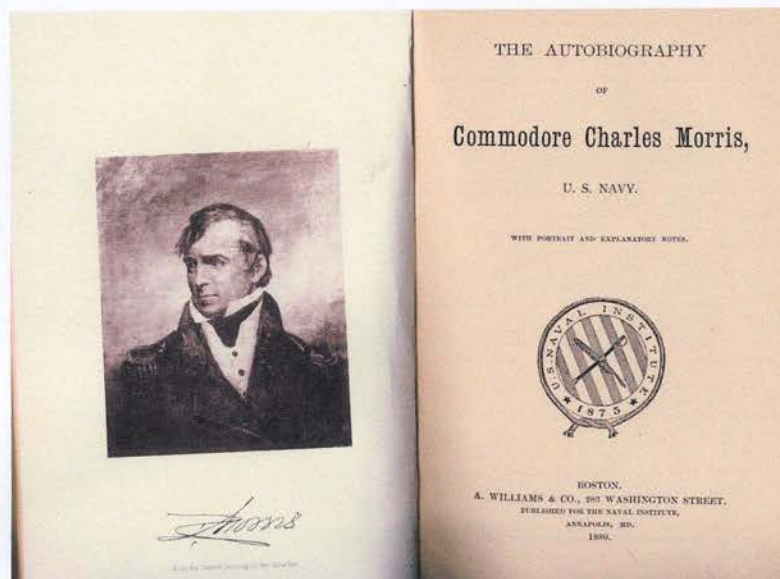 C Morris
THE AUTOBIOGRAPHY
OF
Commodore Charles Morris,
U. S. NAVY.
WITH PORTRAIT AND EXPLANATORY NOTES.
U.S. NAVAL INSTITUTE
★ 1873 ★
BOSTON.
A. WILLIAMS & CO., 283 WASHINGTON STREET.
PUBLISHED FOR THE NAVAL INSTITUTE,
ANNAPOLIS, MD.
1880.